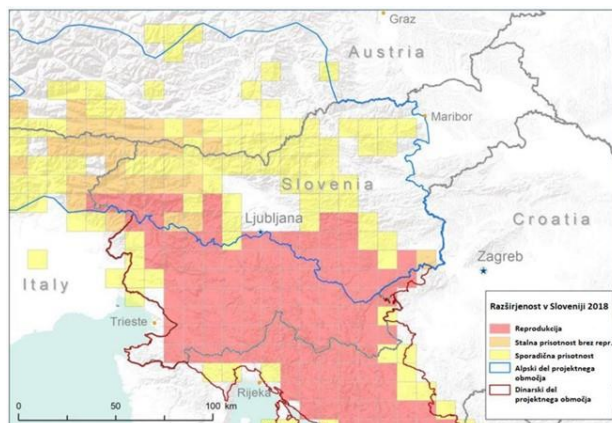 Graz
Austria
Maribor
Slovenia
Ljubljana
Croatia
Zagreb
Italy
Trieste
Rijeka
0 50 100 km
Razširjenost v Sloveniji 2018
Reprodukcija
Stalna prisotnost brez repr.
Sporadična prisotnost
Alpski del projektnega
območja
Dinarski del
projektnega območja